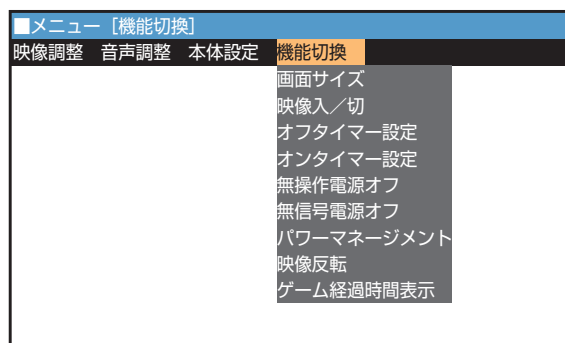 ■メニュー［機能切換］
映像調整 音声調整 本体設定 機能切換
画面サイズ
映像入／切
オフタイマー設定
オンタイマー設定
無操作電源オフ
無信号電源オフ
パワーマネージメント
映像反転
ゲーム経過時間表示